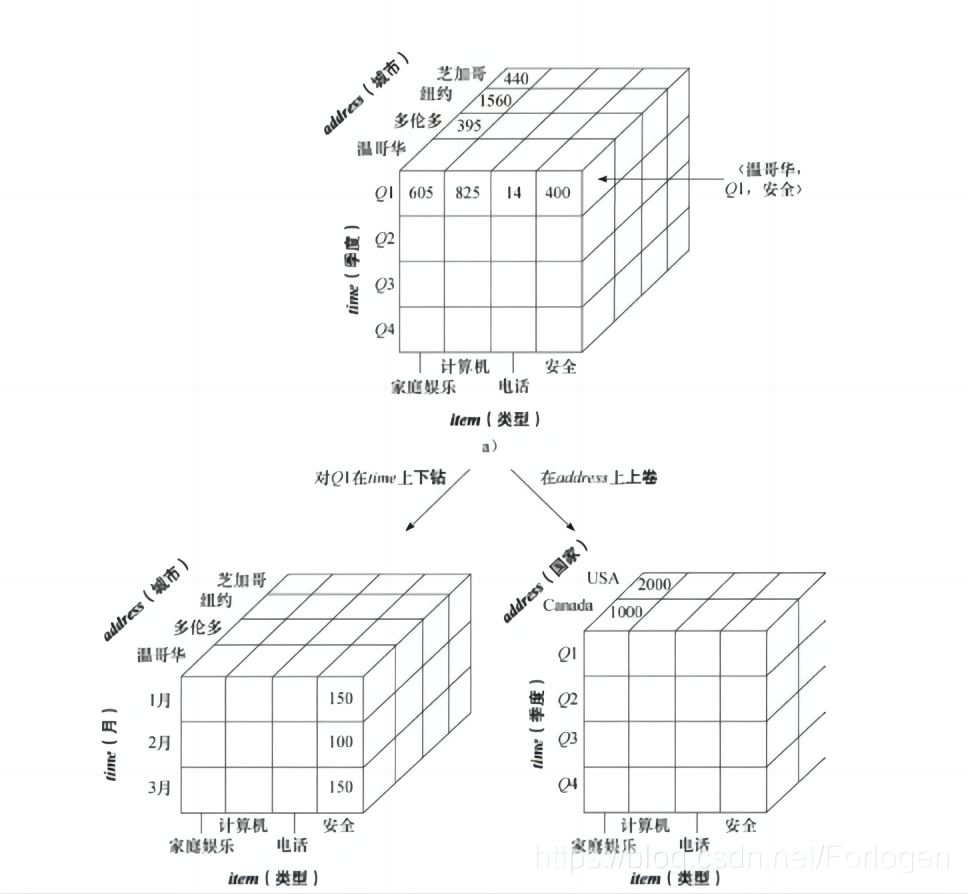 address（城市）
芝加哥 440
纽约 1560
多伦多 395
温哥华
〈温哥华，
Q1，安全〉
Q1 605 825 14 400
Q2
Q3
Q4
time（季度）
计算机 安全
家庭娱乐 电话
item（类型）
a）
对Q1在time上下钻
在address上上卷
address（城市）
芝加哥
纽约
多伦多
温哥华
1月 150
2月 100
3月 150
time（月）
计算机 安全
家庭娱乐 电话
item（类型）
address（国家）
USA 2000
Canada 1000
Q1
Q2
Q3
Q4
time（季度）
计算机 安全
家庭娱乐 电话
item（类型）
https://blog.csdn.net/Forlogen